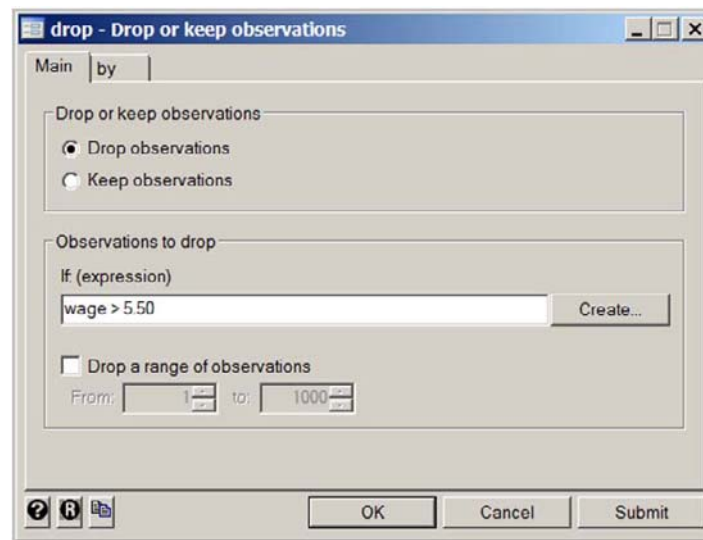 drop - Drop or keep observations
Main by
Drop or keep observations
Drop observations
Keep observations
Observations to drop
If: (expression)
wage > 5.50 Create...
Drop a range of observations
From: 1 to: 1000
OK Cancel Submit